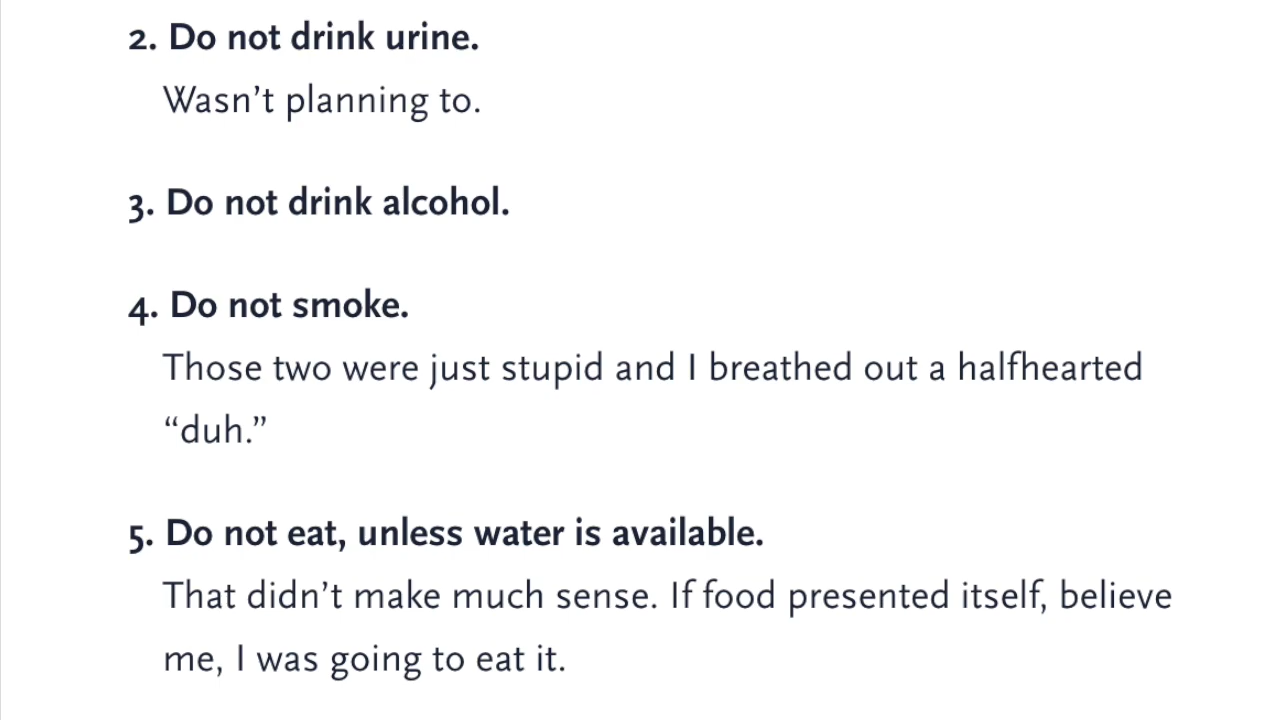 2. Do not drink urine.
Wasn’t planning to.
3. Do not drink alcohol.
4. Do not smoke.
Those two were just stupid and I breathed out a halfhearted
“duh.”
5. Do not eat, unless water is available.
That didn’t make much sense. If food presented itself, believe
me, I was going to eat it.